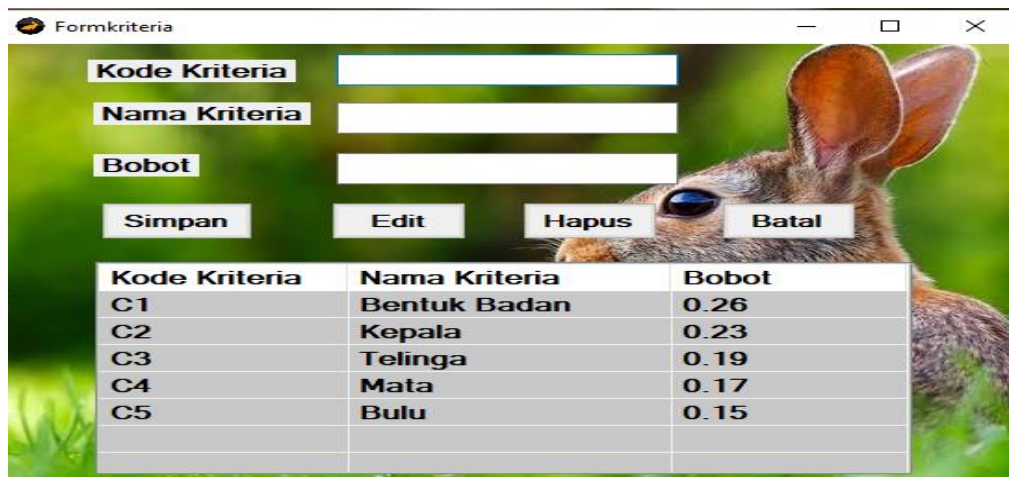 Formkriteria
Kode Kriteria
Nama Kriteria
Bobot
Simpan Edit Hapus Batal
Kode Kriteria Nama Kriteria Bobot
C1 Bentuk Badan 0.26
C2 Kepala 0.23
C3 Telinga 0.19
C4 Mata 0.17
C5 Bulu 0.15